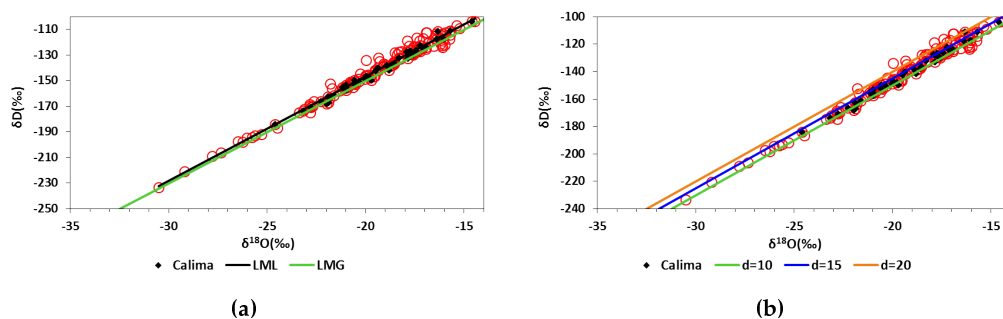 -110
-130
-150
-170
-190
-210
-230
-250
δD(‰)
-35 -30 -25 -20 -15
δ¹⁸O(‰)
Calima LML LMG
(a)
-100
-120
-140
-160
-180
-200
-220
-240
δD(‰)
-35 -30 -25 -20 -15
δ¹⁸O(‰)
Calima d=10 d=15 d=20
(b)